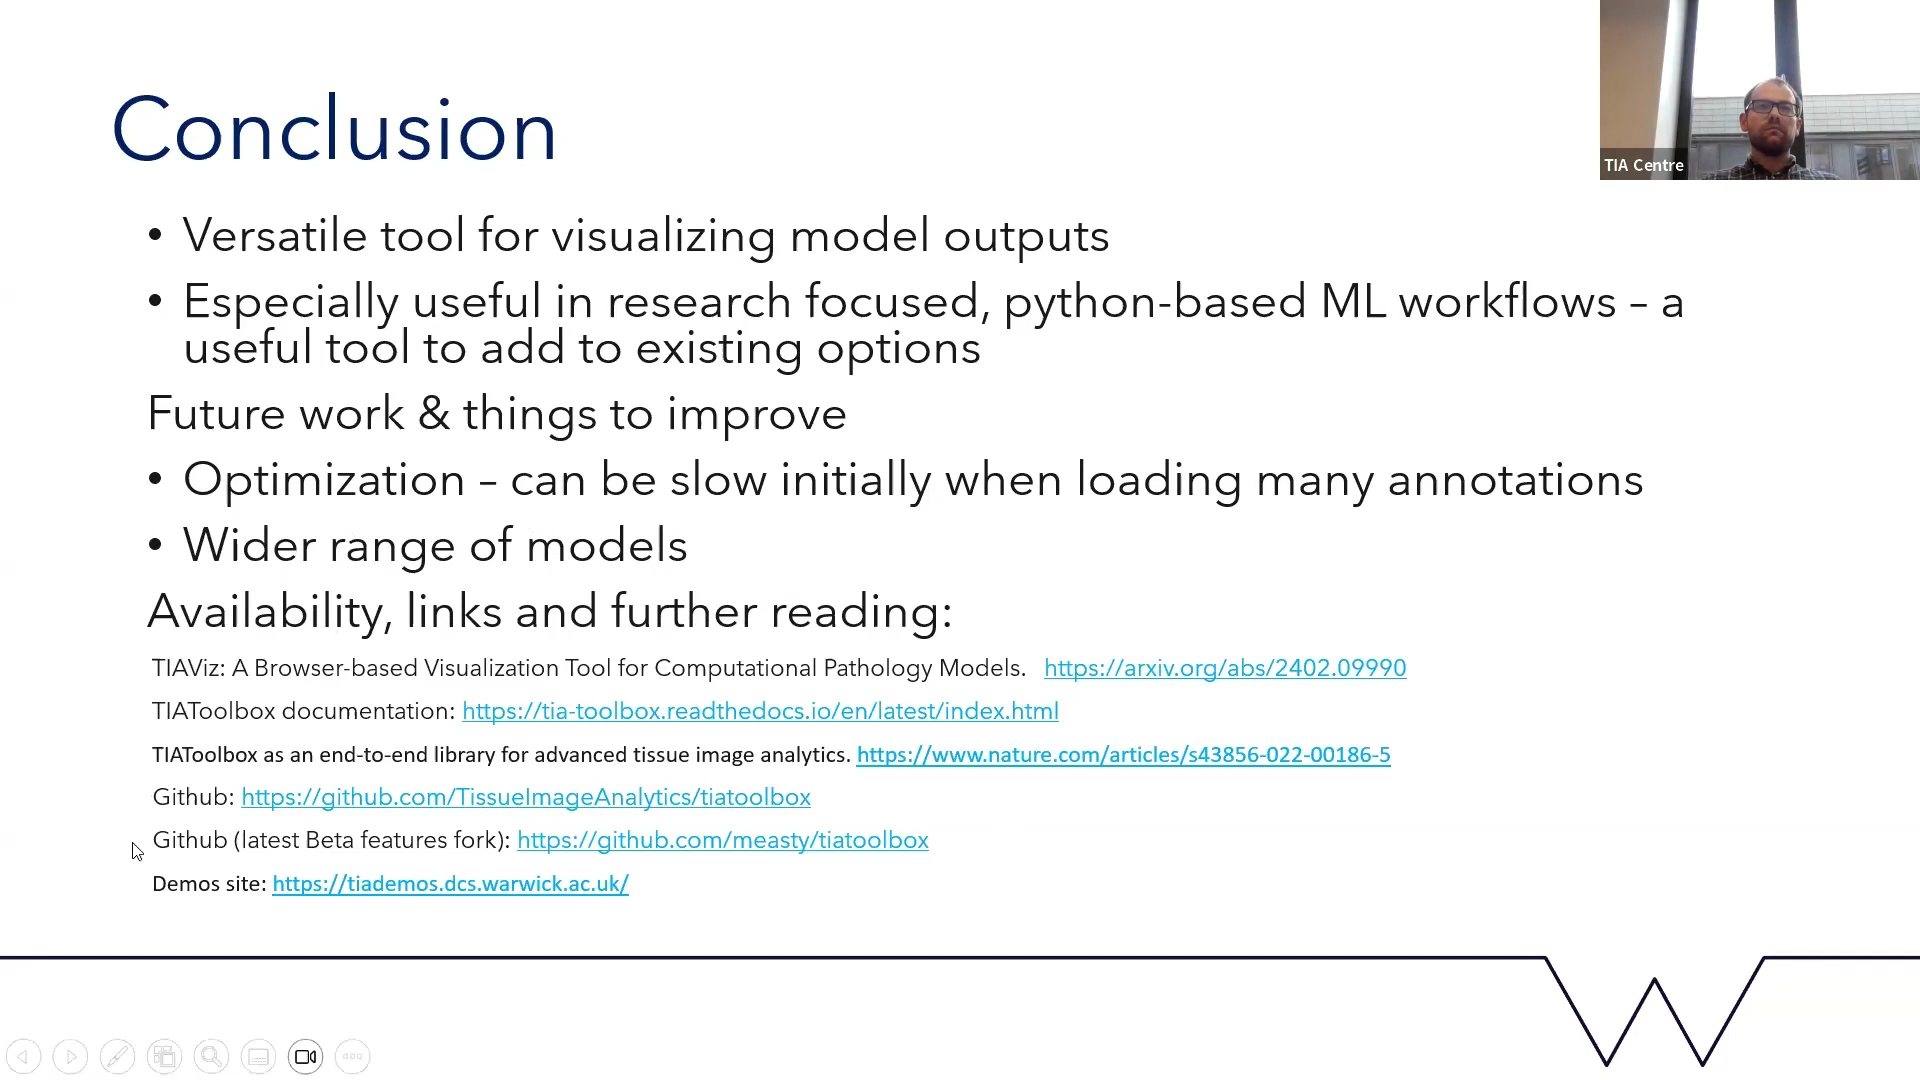 Conclusion
TIA Centre
• Versatile tool for visualizing model outputs
• Especially useful in research focused, python-based ML workflows – a
useful tool to add to existing options
Future work & things to improve
• Optimization – can be slow initially when loading many annotations
• Wider range of models
Availability, links and further reading:
TIAViz: A Browser-based Visualization Tool for Computational Pathology Models. https://arxiv.org/abs/2402.09990
TIAToolbox documentation: https://tia-toolbox.readthedocs.io/en/latest/index.html
TIAToolbox as an end-to-end library for advanced tissue image analytics. https://www.nature.com/articles/s43856-022-00186-5
Github: https://github.com/TissueImageAnalytics/tiatoolbox
Github (latest Beta features fork): https://github.com/measty/tiatoolbox
Demos site: https://tiademos.dcs.warwick.ac.uk/